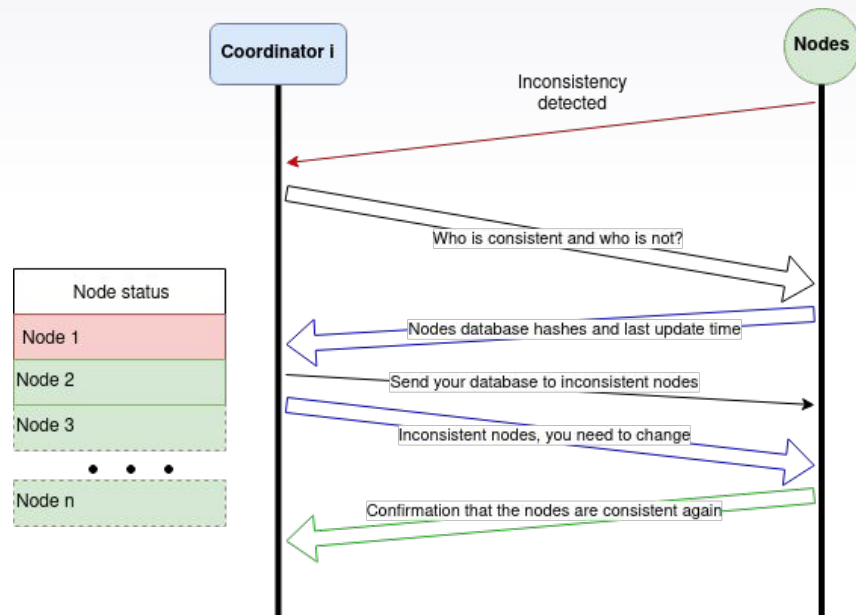 Coordinator i
Nodes
Inconsistency
detected
Who is consistent and who is not?
Node status
Nodes database hashes and last update time
Node 1
Node 2
Send your database to inconsistent nodes
Node 3
Inconsistent nodes, you need to change
Node n
Confirmation that the nodes are consistent again